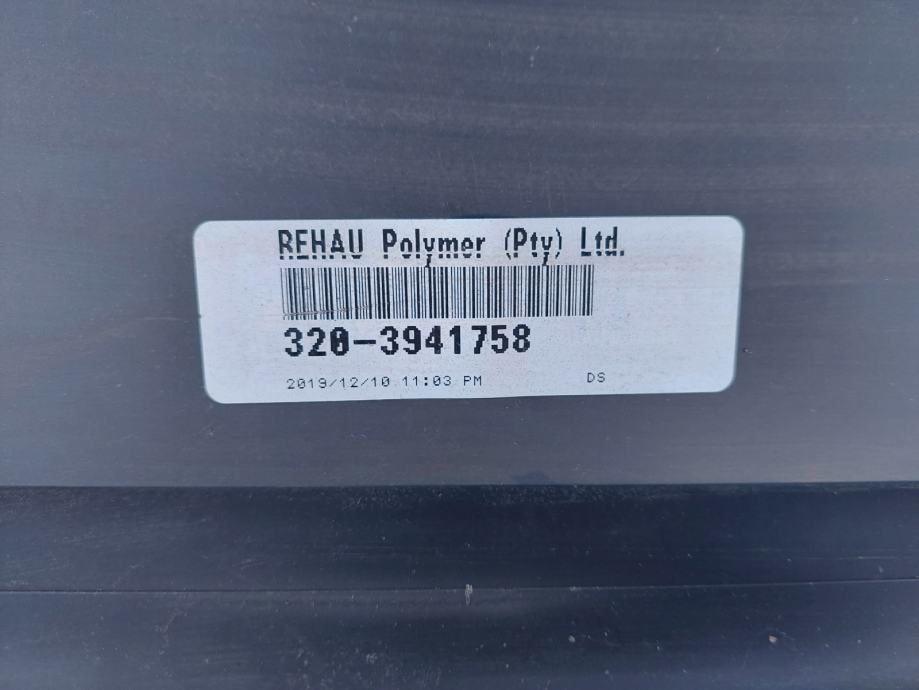 REHAU Polymer (Pty) Ltd.
320-3941758
2019/12/10 11:03 PM DS